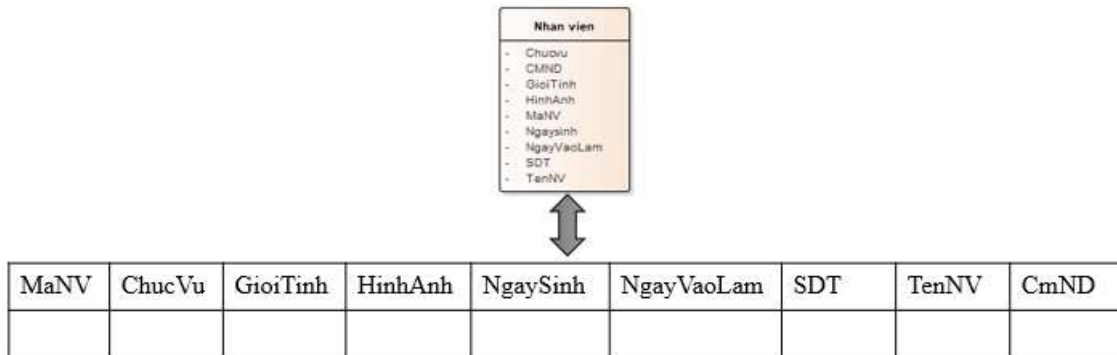 Nhan vien
- Chucvu
- CMND
- GioiTinh
- HinhAnh
- MaNV
- Ngaysinh
- NgayVaoLam
- SDT
- TenNV
MaNV ChucVu GioiTinh HinhAnh NgaySinh NgayVaoLam SDT TenNV CmND